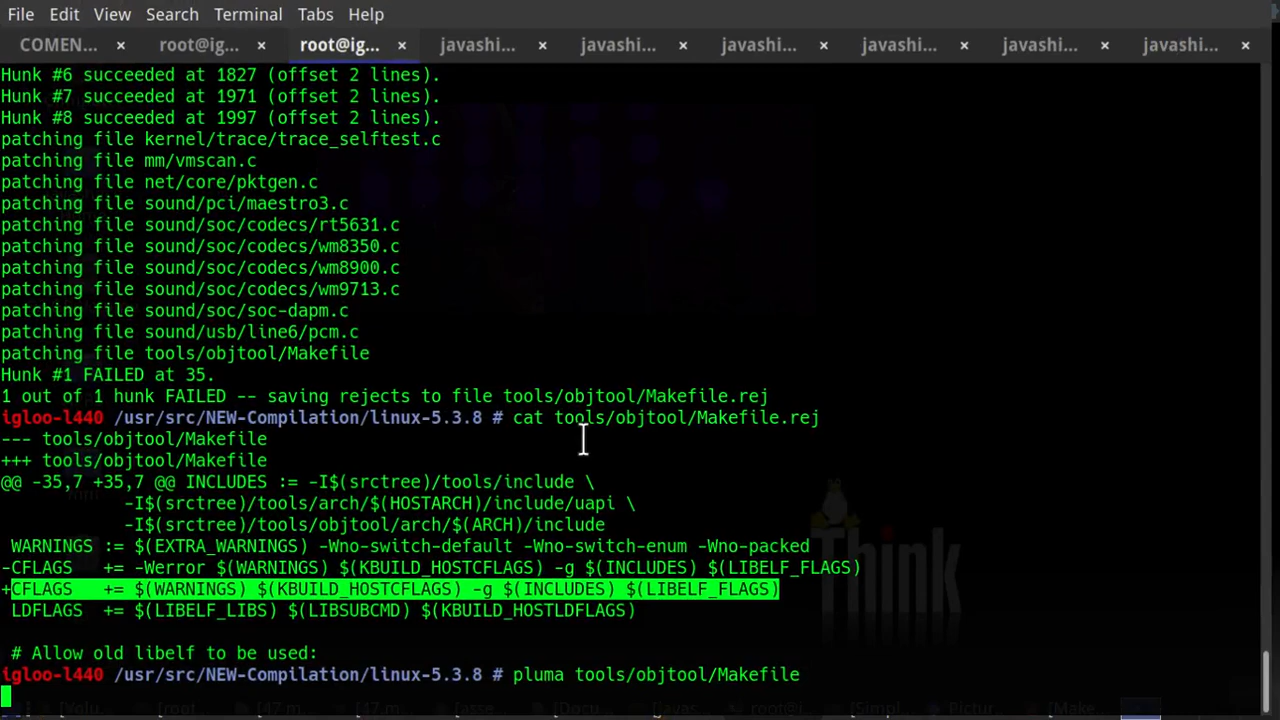 File Edit View Search Terminal Tabs Help
COMEN... × root@ig... × root@ig... × javashi... × javashi... × javashi... × javashi... × javashi... × javashi... ×
Hunk #6 succeeded at 1827 (offset 2 lines).
Hunk #7 succeeded at 1971 (offset 2 lines).
Hunk #8 succeeded at 1997 (offset 2 lines).
patching file kernel/trace/trace_selftest.c
patching file mm/vmscan.c
patching file net/core/pktgen.c
patching file sound/pci/maestro3.c
patching file sound/soc/codecs/rt5631.c
patching file sound/soc/codecs/wm8350.c
patching file sound/soc/codecs/wm8900.c
patching file sound/soc/codecs/wm9713.c
patching file sound/soc/soc-dapm.c
patching file sound/usb/line6/pcm.c
patching file tools/objtool/Makefile
Hunk #1 FAILED at 35.
1 out of 1 hunk FAILED -- saving rejects to file tools/objtool/Makefile.rej
igloo-l440 /usr/src/NEW-Compilation/linux-5.3.8 # cat tools/objtool/Makefile.rej
--- tools/objtool/Makefile
+++ tools/objtool/Makefile
@@ -35,7 +35,7 @@ INCLUDES := -I$(srctree)/tools/include \
-I$(srctree)/tools/arch/$(HOSTARCH)/include/uapi \
-I$(srctree)/tools/objtool/arch/$(ARCH)/include
WARNINGS := $(EXTRA_WARNINGS) -Wno-switch-default -Wno-switch-enum -Wno-packed
-CFLAGS += -Werror $(WARNINGS) $(KBUILD_HOSTCFLAGS) -g $(INCLUDES) $(LIBELF_FLAGS)
+CFLAGS += $(WARNINGS) $(KBUILD_HOSTCFLAGS) -g $(INCLUDES) $(LIBELF_FLAGS)
LDFLAGS += $(LIBELF_LIBS) $(LIBSUBCMD) $(KBUILD_HOSTLDFLAGS)
# Allow old libelf to be used:
igloo-l440 /usr/src/NEW-Compilation/linux-5.3.8 # pluma tools/objtool/Makefile
Think